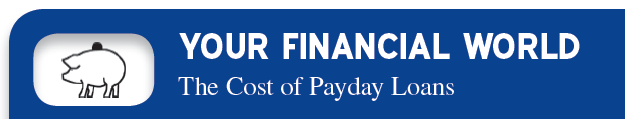 YOUR FINANCIAL WORLD
The Cost of Payday Loans